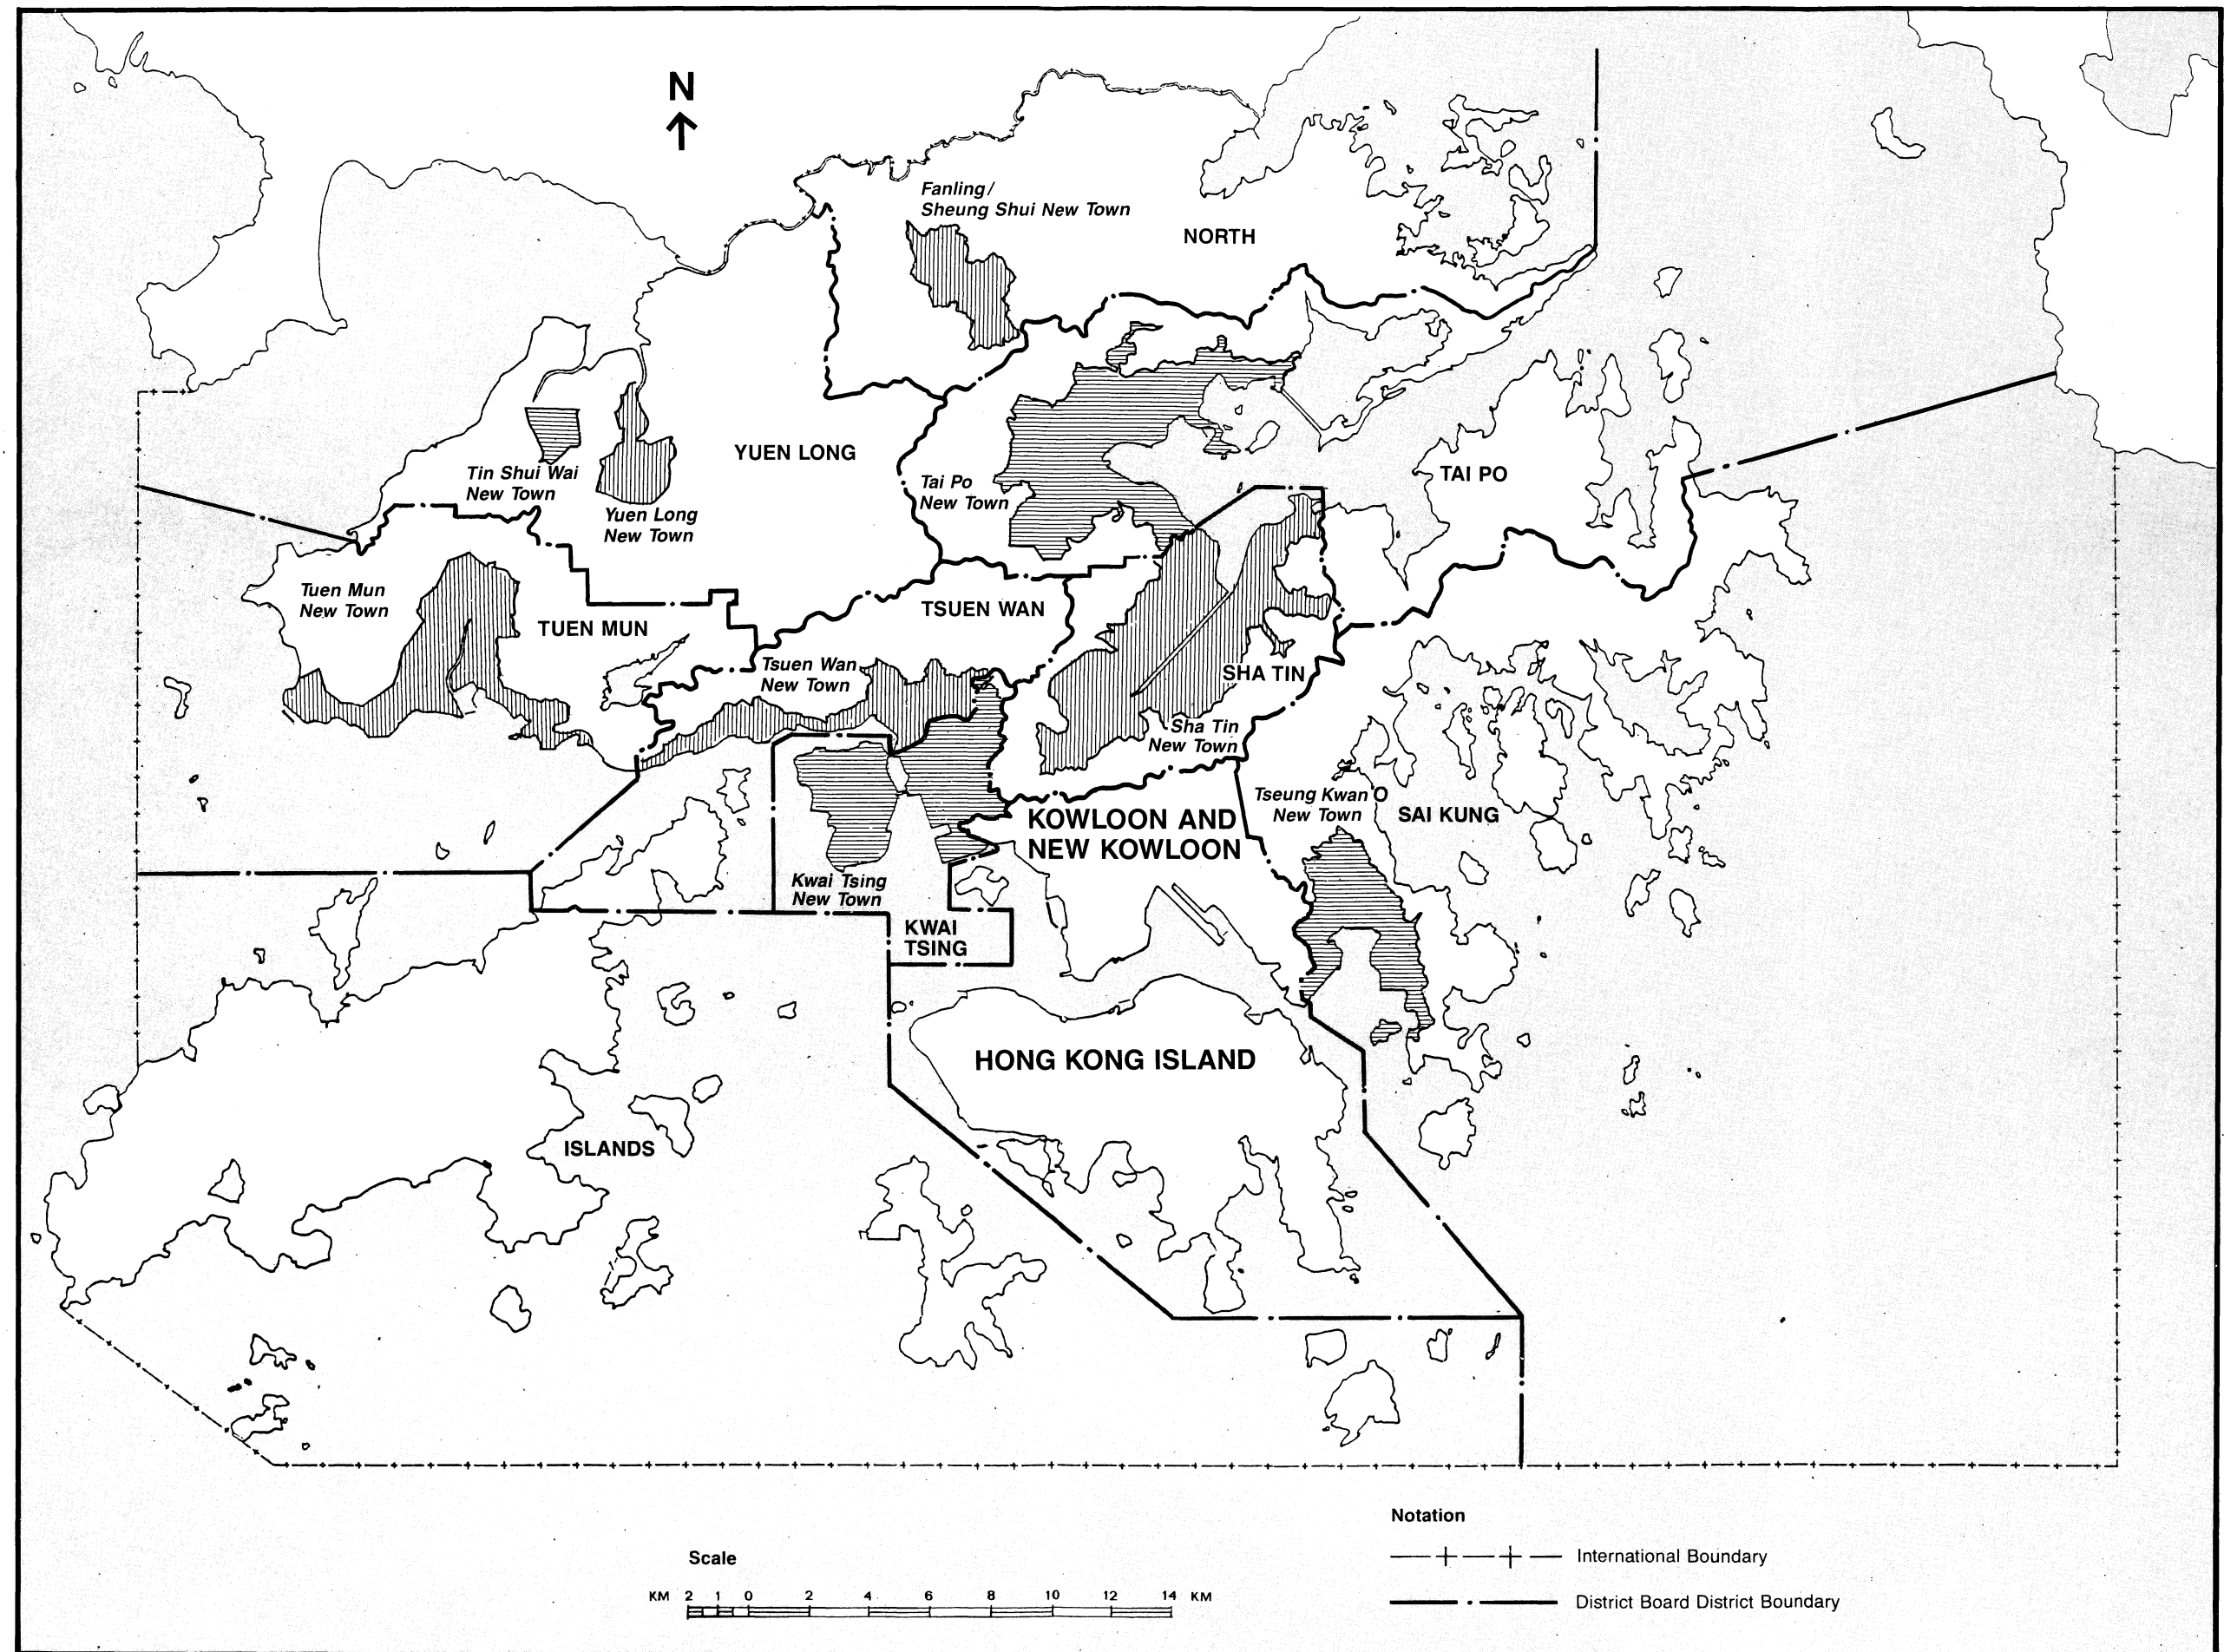 N
Fanling/
Sheung Shui New Town
NORTH
YUEN LONG
Tin Shui Wai
New Town
Yuen Long
New Town
Tai Po
New Town
TAI PO
Tuen Mun
New Town
TUEN MUN
TSUEN WAN
Tsuen Wan
New Town
SHA TIN
Sha Tin
New Town
Tseung Kwan O
New Town
SAI KUNG
KOWLOON AND
NEW KOWLOON
Kwai Tsing
New Town
KWAI
TSING
HONG KONG ISLAND
ISLANDS
Notation
International Boundary
District Board District Boundary
Scale
KM 2 1 0 2 4 6 8 10 12 14 KM